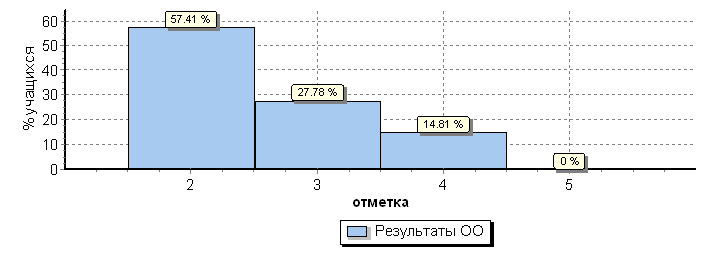 % учащихся
60
50
40
30
20
10
0
57.41 %
27.78 %
14.81 %
0 %
2 3 4 5
отметка
Результаты ОО